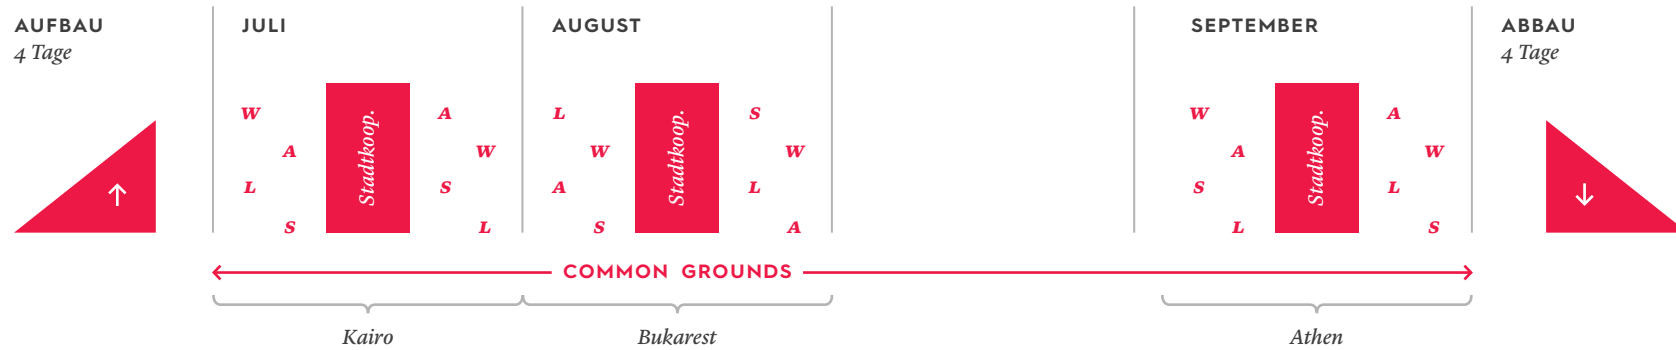 AUFBAU
4 Tage
JULI
AUGUST
SEPTEMBER
ABBAU
4 Tage
W
A
L
S
Stadtkoop.
A
W
S
L
L
W
A
S
Stadtkoop.
S
W
L
A
W
A
S
L
Stadtkoop.
A
W
L
S
COMMON GROUNDS
Kairo
Bukarest
Athen